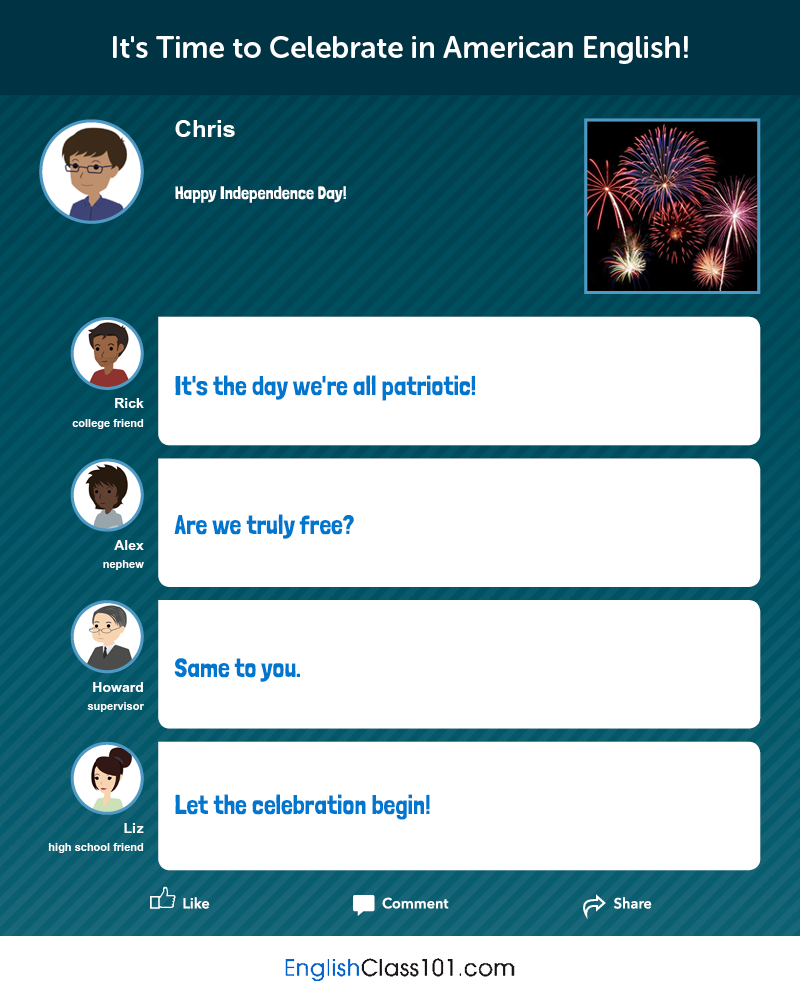 It's Time to Celebrate in American English!
Chris
Happy Independence Day!
Rick
college friend
It's the day we're all patriotic!
Alex
nephew
Are we truly free?
Howard
supervisor
Same to you.
Liz
high school friend
Let the celebration begin!
Like
Comment
Share
EnglishClass101.com